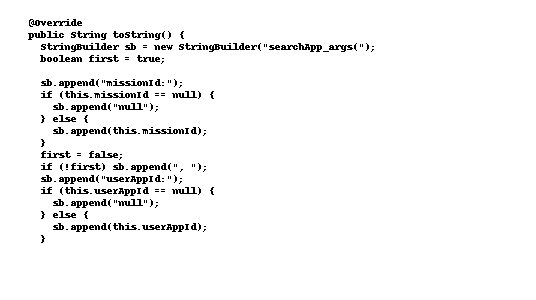 @Override
public String toString() {
StringBuilder sb = new StringBuilder("searchApp_args(");
boolean first = true;
sb.append("missionId:");
if (this.missionId == null) {
sb.append("null");
} else {
sb.append(this.missionId);
}
first = false;
if (!first) sb.append(", ");
sb.append("userAppId:");
if (this.userAppId == null) {
sb.append("null");
} else {
sb.append(this.userAppId);
}